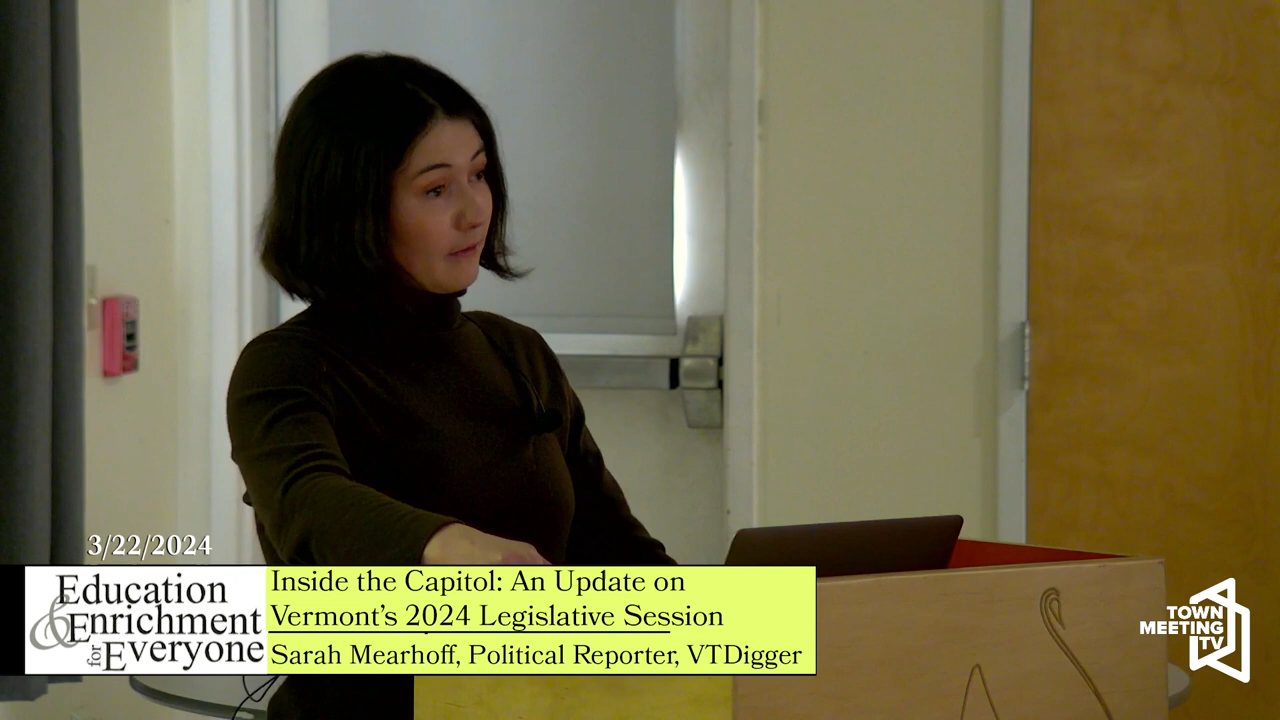 3/22/2024
Education
& Enrichment
for Everyone
Inside the Capitol: An Update on
Vermont's 2024 Legislative Session
Sarah Mearhoff, Political Reporter, VTDigger
TOWN
MEETING
TV